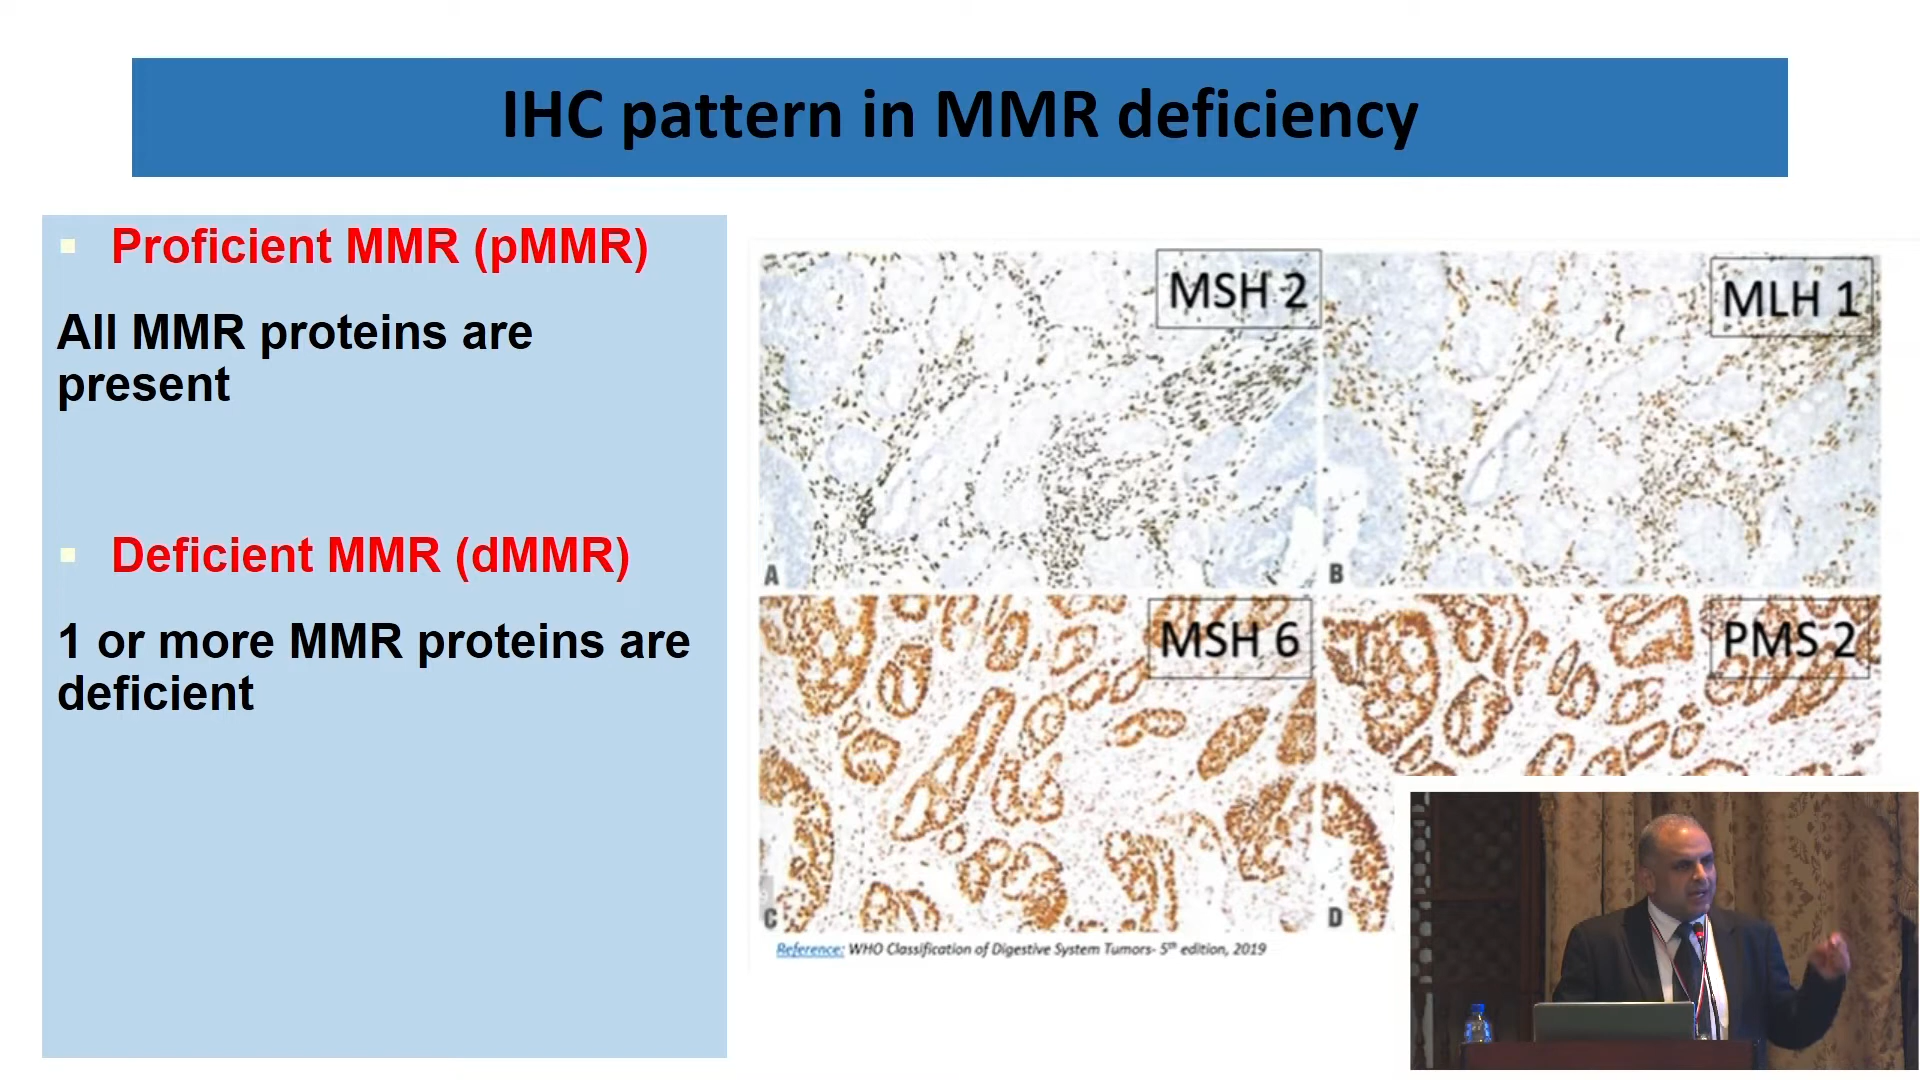 IHC pattern in MMR deficiency
Proficient MMR (pMMR)
All MMR proteins are
present
Deficient MMR (dMMR)
1 or more MMR proteins are
deficient
MSH 2
MLH 1
A
B
MSH 6
PMS 2
C
D
Reference: WHO Classification of Digestive System Tumors- 5th edition, 2019